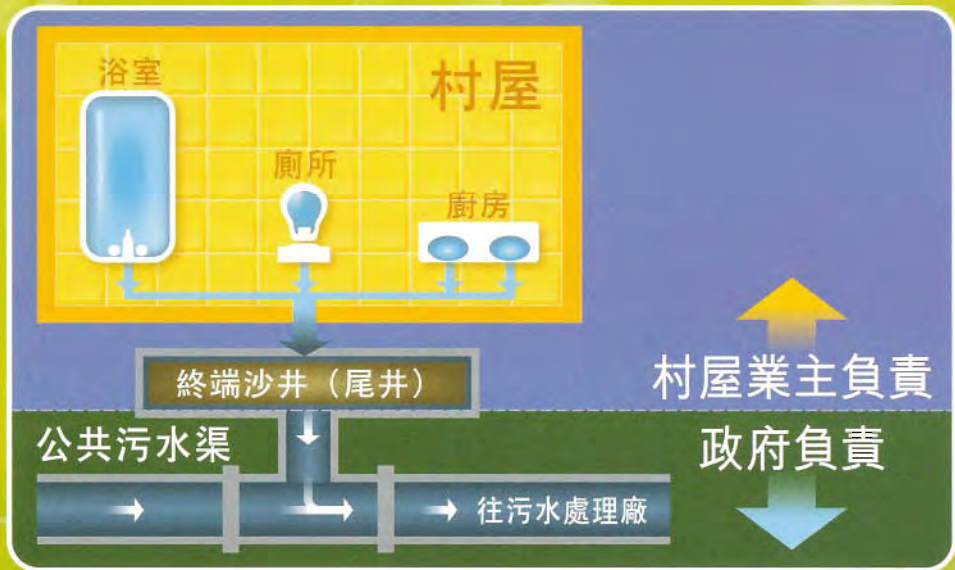 浴室
村屋
廁所
廚房
終端沙井（尾井）
村屋業主負責
公共污水渠
政府負責
往污水處理廠